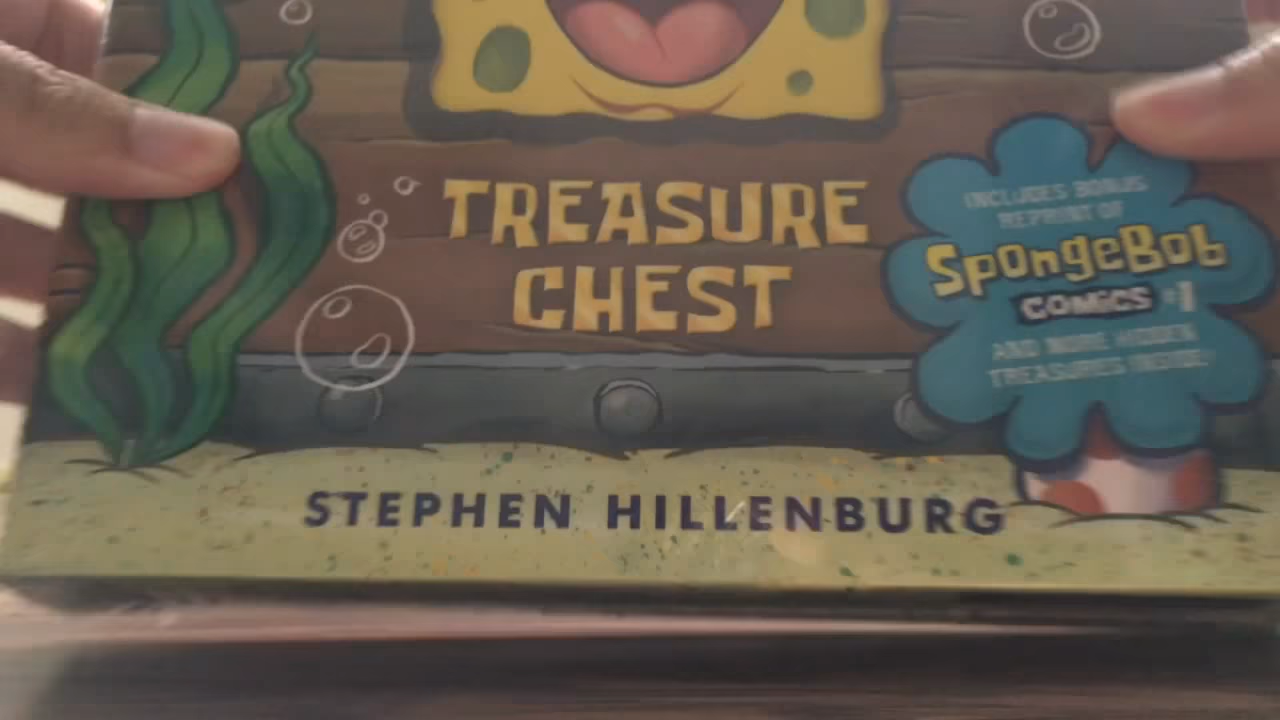 TREASURE
CHEST
INCLUDES BONUS
REPRINT OF
SPONGEBOB
COMICS #1
AND MORE HIDDEN
TREASURES INSIDE!
STEPHEN HILLENBURG